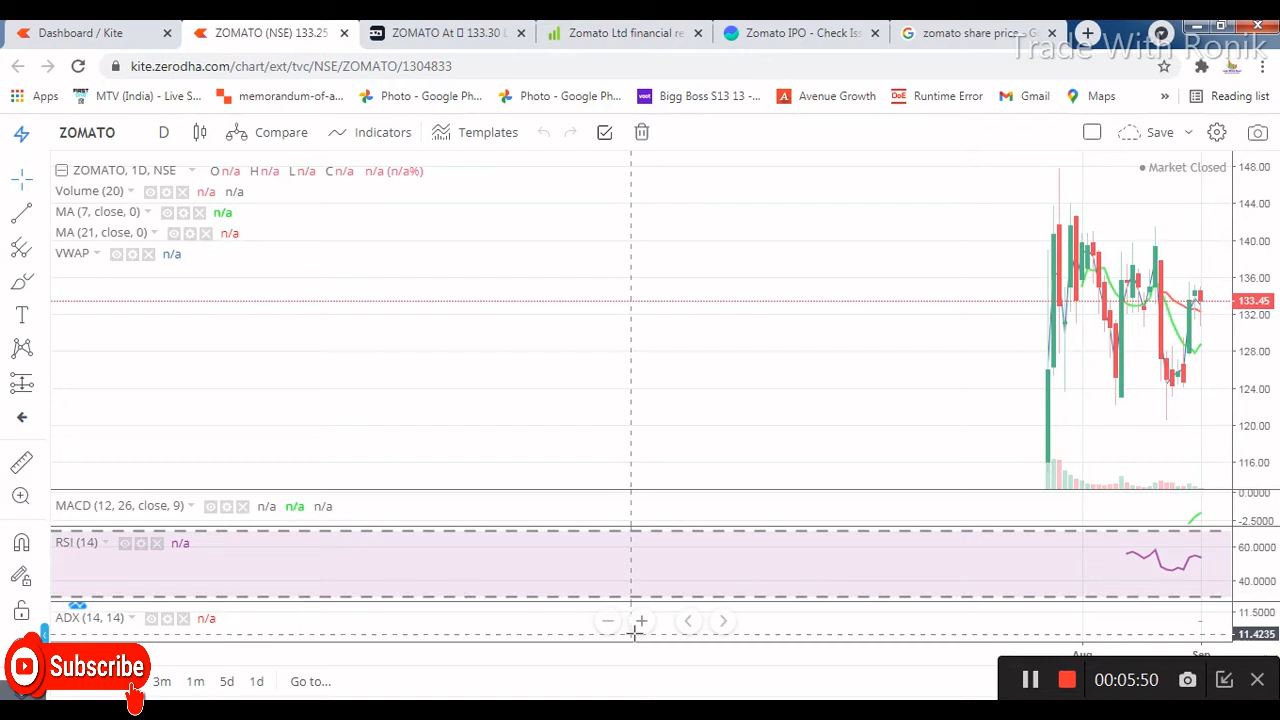 Dashboard / Kite
ZOMATO (NSE) 133.25
ZOMATO At
Zomato Ltd financial re
Zomato IPO - Check Iss
zomato share price - G
Trade With Ronik
kite.zerodha.com/chart/ext/tvc/NSE/ZOMATO/1304833
Apps
MTV (India) - Live S...
memorandum-of-a...
Photo - Google Ph...
Photo - Google Ph...
Bigg Boss S13 13 -...
Avenue Growth
Runtime Error
Gmail
Maps
»
Reading list
ZOMATO
D
Compare
Indicators
Templates
Save
ZOMATO, 1D, NSE
O n/a H n/a L n/a C n/a n/a (n/a%)
Market Closed
Volume (20)
n/a n/a
MA (7, close, 0)
n/a
MA (21, close, 0)
n/a
VWAP
n/a
148.00
144.00
140.00
136.00
133.45
132.00
128.00
124.00
120.00
116.00
MACD (12, 26, close, 9)
n/a n/a n/a
0.0000
-2.5000
RSI (14)
n/a
60.0000
40.0000
ADX (14, 14)
n/a
11.5000
11.4235
Aug
Sep
Subscribe
3m 1m 5d 1d Go to...
00:05:50